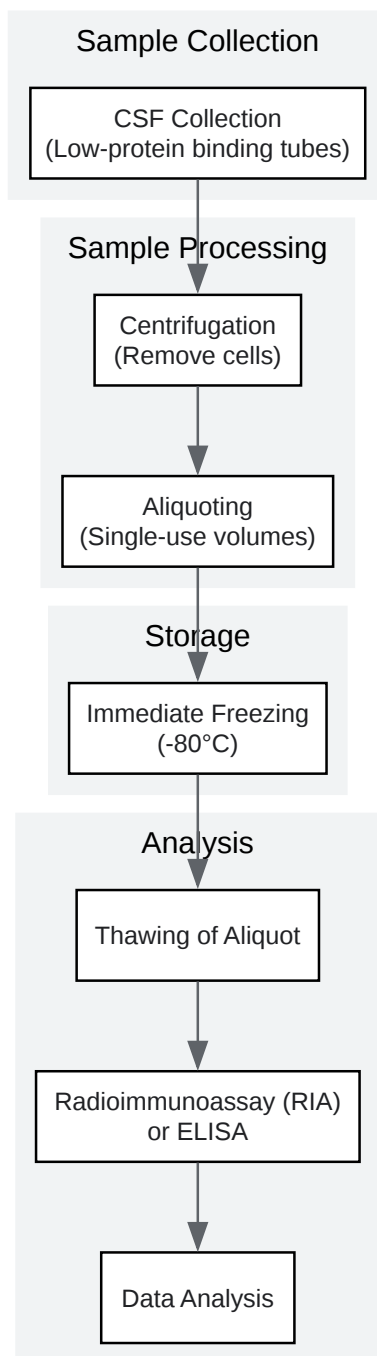 Sample Collection
CSF Collection
(Low-protein binding tubes)
Sample Processing
Centrifugation
(Remove cells)
Aliquoting
(Single-use volumes)
Storage
Immediate Freezing
(-80°C)
Analysis
Thawing of Aliquot
Radioimmunoassay (RIA)
or ELISA
Data Analysis